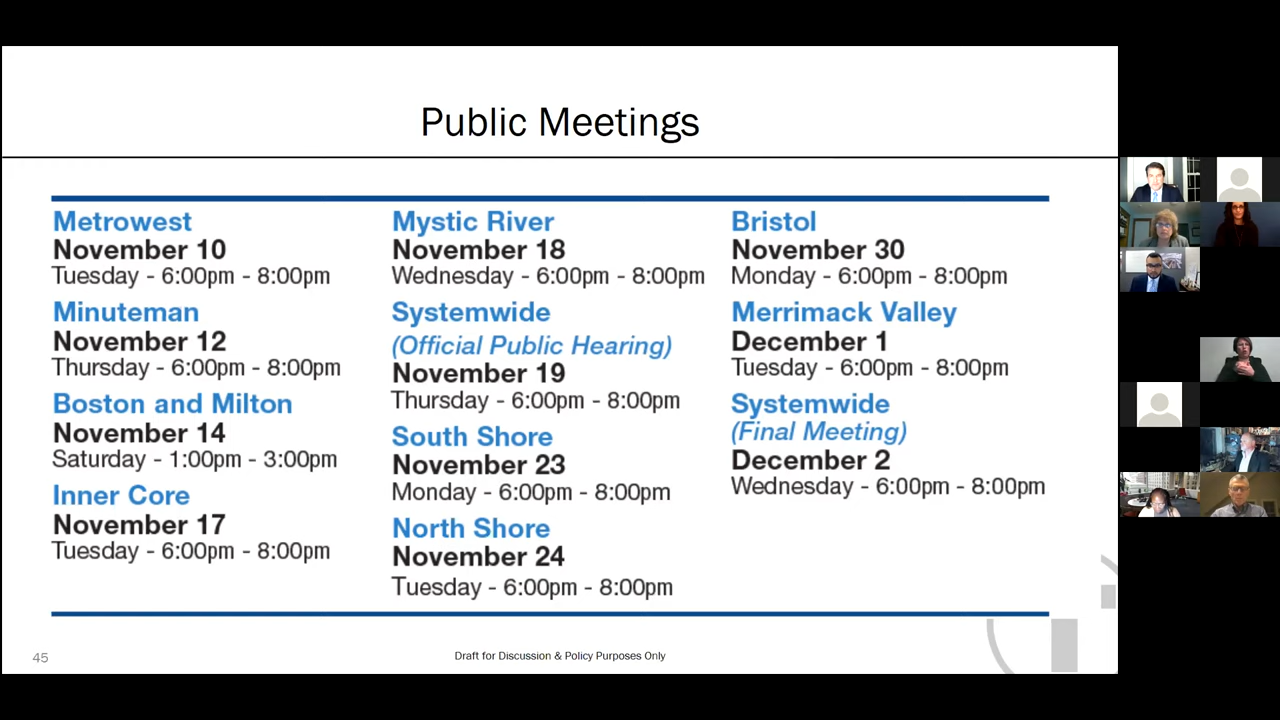 Public Meetings
Metrowest
November 10
Tuesday - 6:00pm - 8:00pm
Minuteman
November 12
Thursday - 6:00pm - 8:00pm
Boston and Milton
November 14
Saturday - 1:00pm - 3:00pm
Inner Core
November 17
Tuesday - 6:00pm - 8:00pm
Mystic River
November 18
Wednesday - 6:00pm - 8:00pm
Systemwide
(Official Public Hearing)
November 19
Thursday - 6:00pm - 8:00pm
South Shore
November 23
Monday - 6:00pm - 8:00pm
North Shore
November 24
Tuesday - 6:00pm - 8:00pm
Bristol
November 30
Monday - 6:00pm - 8:00pm
Merrimack Valley
December 1
Tuesday - 6:00pm - 8:00pm
Systemwide
(Final Meeting)
December 2
Wednesday - 6:00pm - 8:00pm
45
Draft for Discussion & Policy Purposes Only